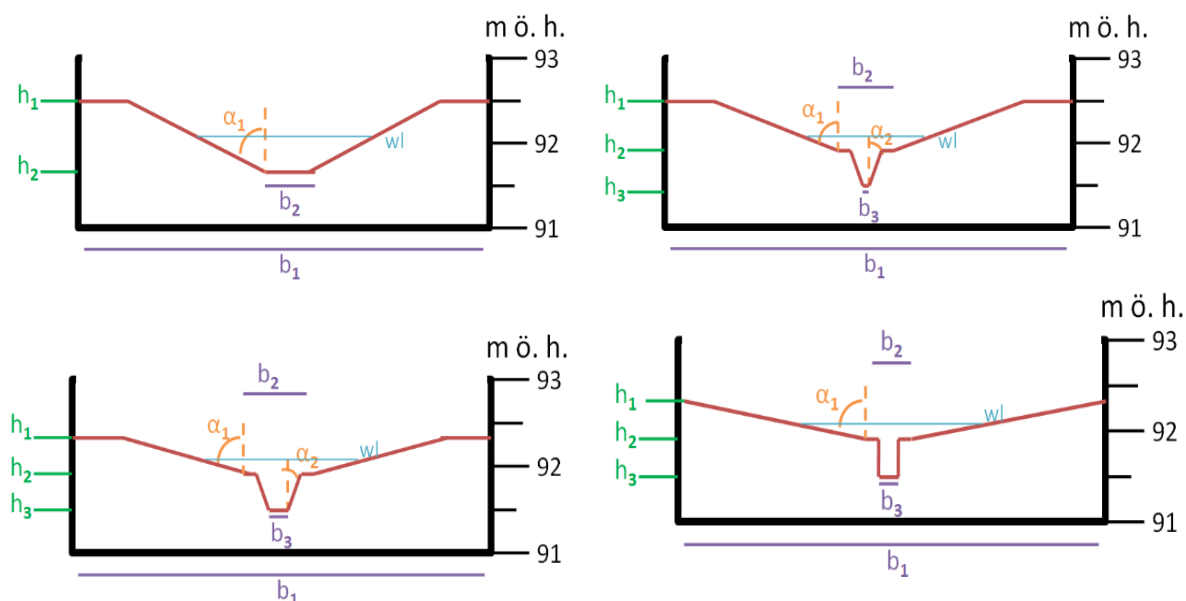 m ö. h.
93
h₁
α₁
wl
92
h₂
b₂
91
b₁
m ö. h.
93
b₂
h₁
α₁
α₂
wl
92
h₂
h₃
b₃
91
b₁
m ö. h.
93
b₂
h₁
α₁
wl
α₂
92
h₂
h₃
b₃
91
b₁
m ö. h.
93
b₂
h₁
α₁
wl
92
h₂
h₃
b₃
91
b₁